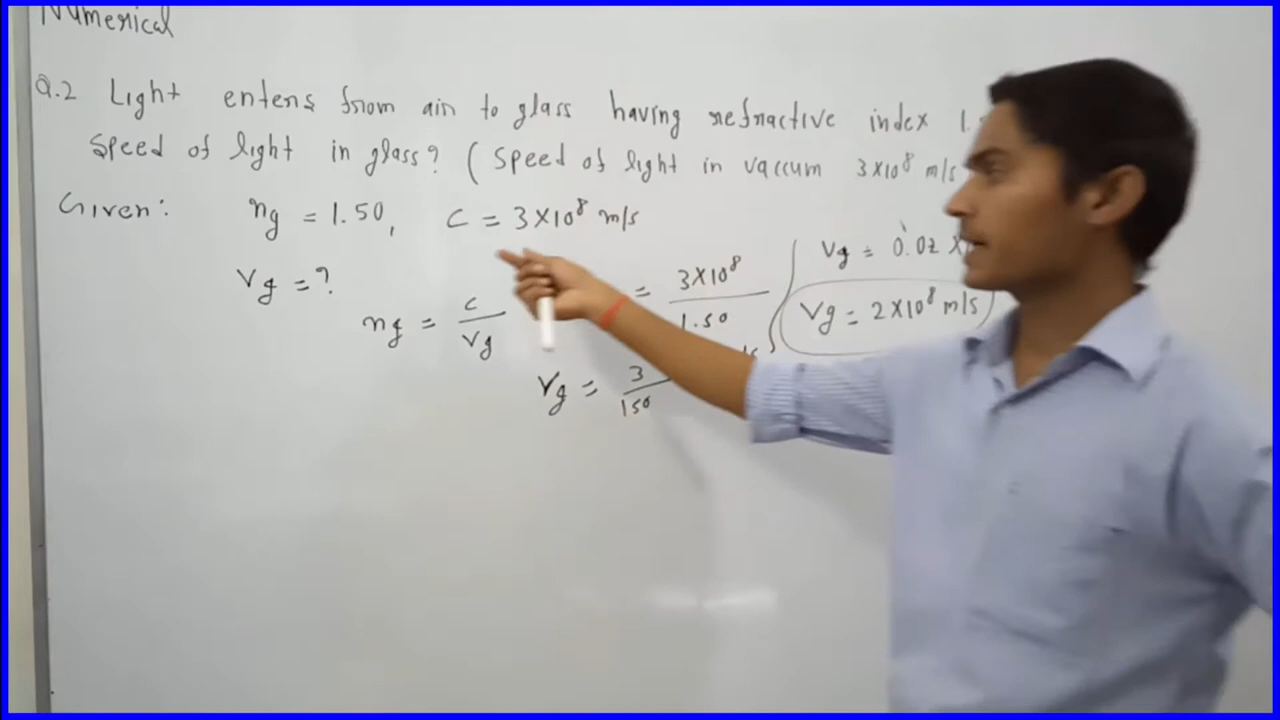 Numerical
Q.2 Light enters from air to glass having refractive index 1.
speed of light in glass? (speed of light in vaccum 3×10⁸ m/s
Given: ng = 1.50, c = 3×10⁸ m/s
Vg = ?
ng = c/Vg
= 3×10⁸/1.50
Vg = 3/150
Vg = 0.02 ×
Vg = 2×10⁸ m/s